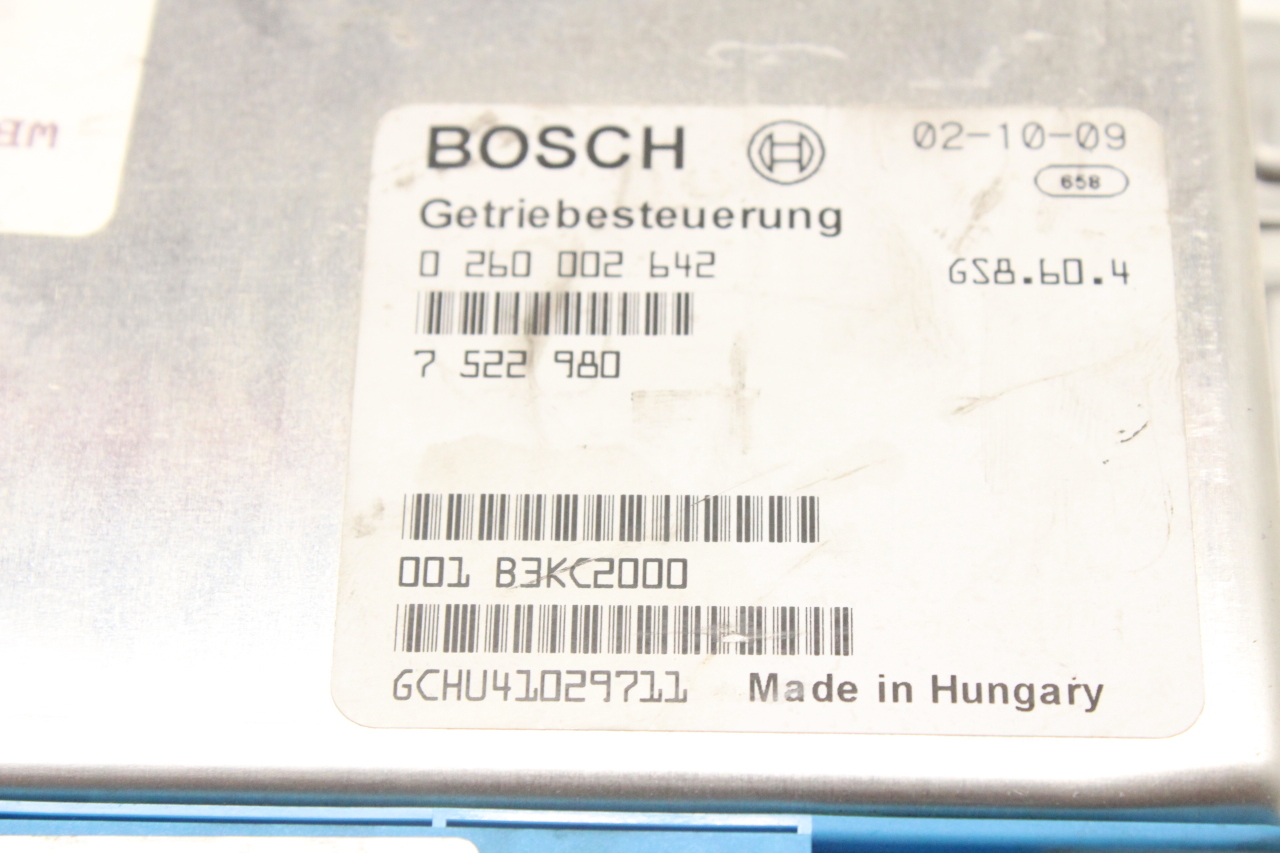 BOSCH 02-10-09
658
Getriebesteuerung
0 260 002 642 GS8.60.4
7 522 980
001 B3KC2000
GCHU41029711 Made in Hungary